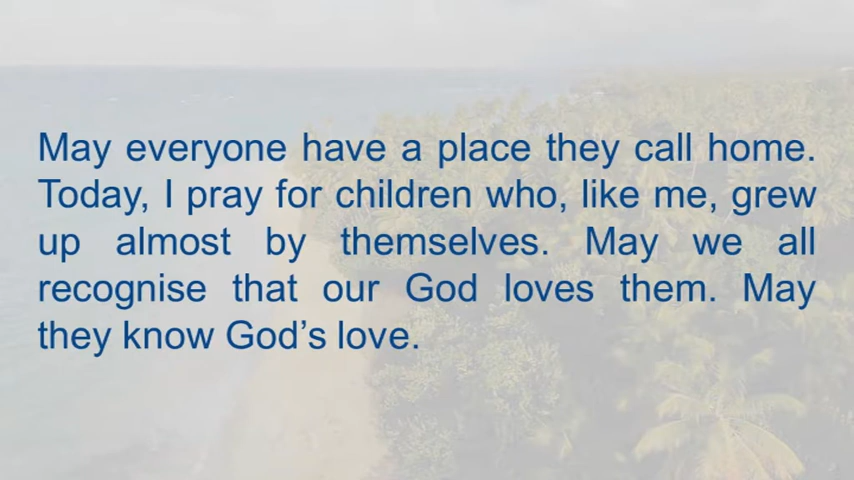 May everyone have a place they call home.
Today, I pray for children who, like me, grew
up almost by themselves. May we all
recognise that our God loves them. May
they know God’s love.